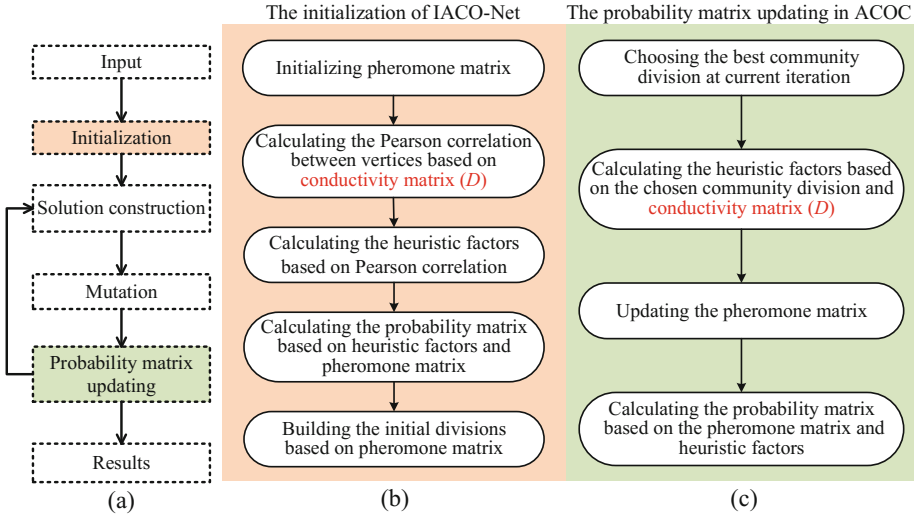 Input
Initialization
Solution construction
Mutation
Probability matrix
updating
Results
(a)
The initialization of IACO-Net
Initializing pheromone matrix
Calculating the Pearson correlation
between vertices based on
conductivity matrix (D)
Calculating the heuristic factors
based on Pearson correlation
Calculating the probability matrix
based on heuristic factors and
pheromone matrix
Building the initial divisions
based on pheromone matrix
(b)
The probability matrix updating in ACOC
Choosing the best community
division at current iteration
Calculating the heuristic factors based
on the chosen community division and
conductivity matrix (D)
Updating the pheromone matrix
Calculating the probability matrix
based on the pheromone matrix and
heuristic factors
(c)